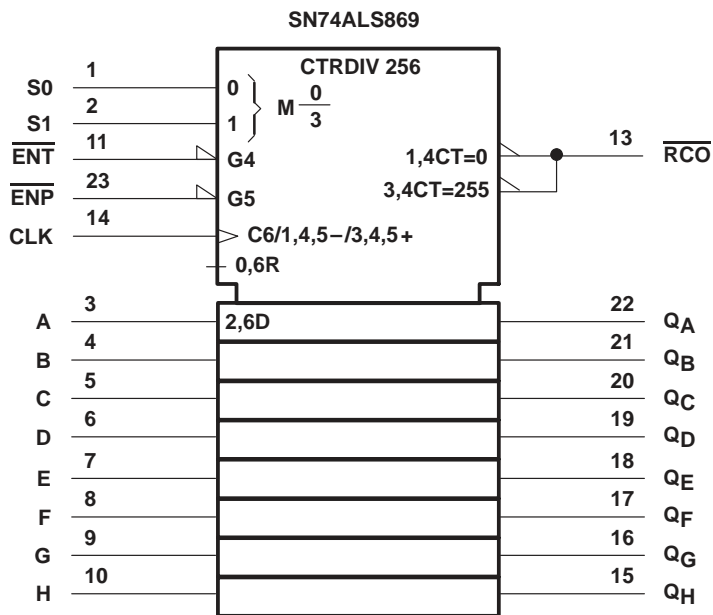 SN74ALS869
CTRDIV 256
S0 1 0 M 0/3
S1 2 1
ENT 11 G4 1,4CT=0 13 RCO
ENP 23 G5 3,4CT=255
CLK 14 C6/1,4,5−/3,4,5+
0,6R
A 3 2,6D 22 QA
B 4 21 QB
C 5 20 QC
D 6 19 QD
E 7 18 QE
F 8 17 QF
G 9 16 QG
H 10 15 QH